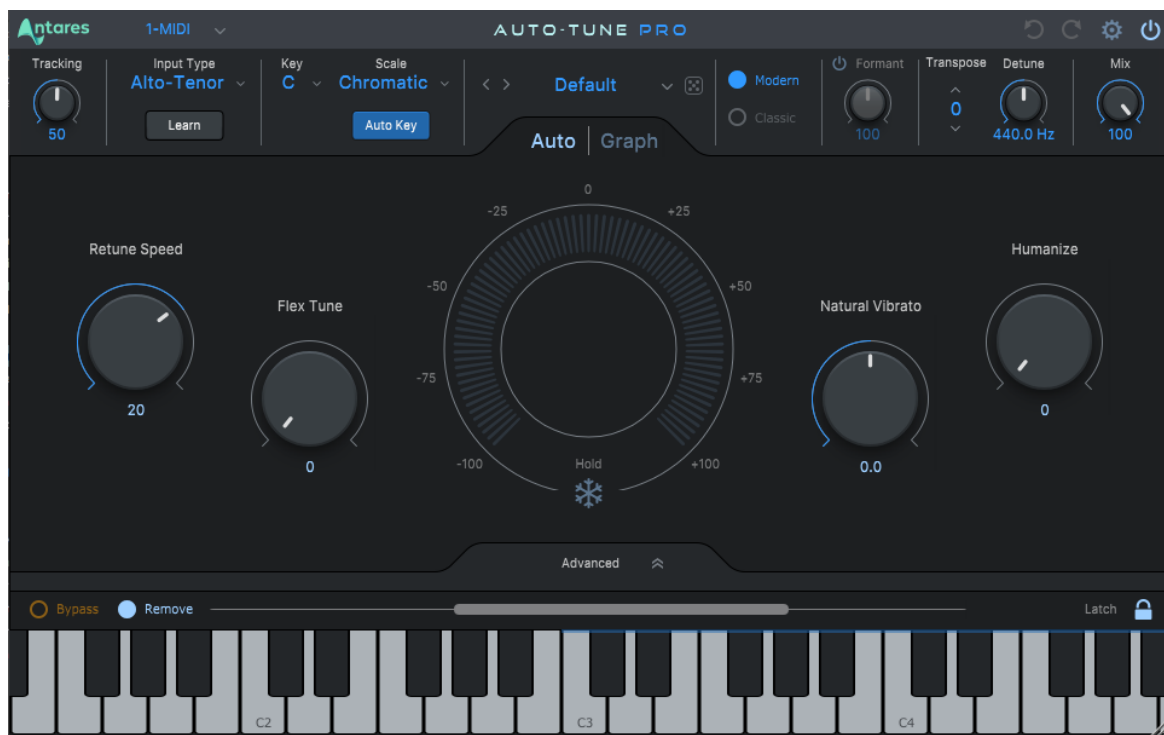 Antares
1-MIDI
AUTO-TUNE PRO
Tracking
50
Input Type
Alto-Tenor
Learn
Key
C
Scale
Chromatic
Auto Key
Default
Modern
Classic
Formant
100
Transpose
0
Detune
440.0 Hz
Mix
100
Auto
Graph
Retune Speed
20
Flex Tune
0
0
-25
+25
-50
+50
-75
+75
-100
+100
Hold
Natural Vibrato
0.0
Humanize
0
Advanced
Bypass
Remove
Latch
C2
C3
C4